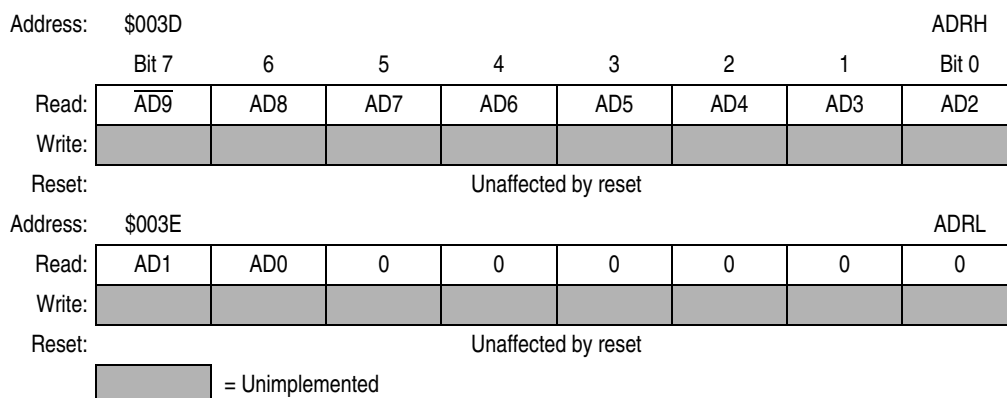 Address: $003D ADRH
Bit 7 6 5 4 3 2 1 Bit 0
Read: A̅D̅9̅ AD8 AD7 AD6 AD5 AD4 AD3 AD2
Write:
Reset: Unaffected by reset
Address: $003E ADRL
Read: AD1 AD0 0 0 0 0 0 0
Write:
Reset: Unaffected by reset
= Unimplemented